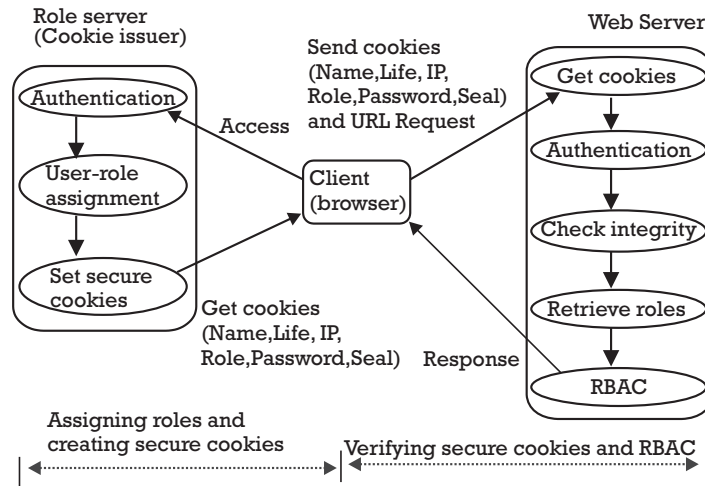 Role server
(Cookie issuer)
Authentication
User-role
assignment
Set secure
cookies
Access
Send cookies
(Name,Life, IP,
Role,Password,Seal)
and URL Request
Client
(browser)
Get cookies
(Name,Life, IP,
Role,Password,Seal)
Response
Web Server
Get cookies
Authentication
Check integrity
Retrieve roles
RBAC
Assigning roles and
creating secure cookies
Verifying secure cookies and RBAC